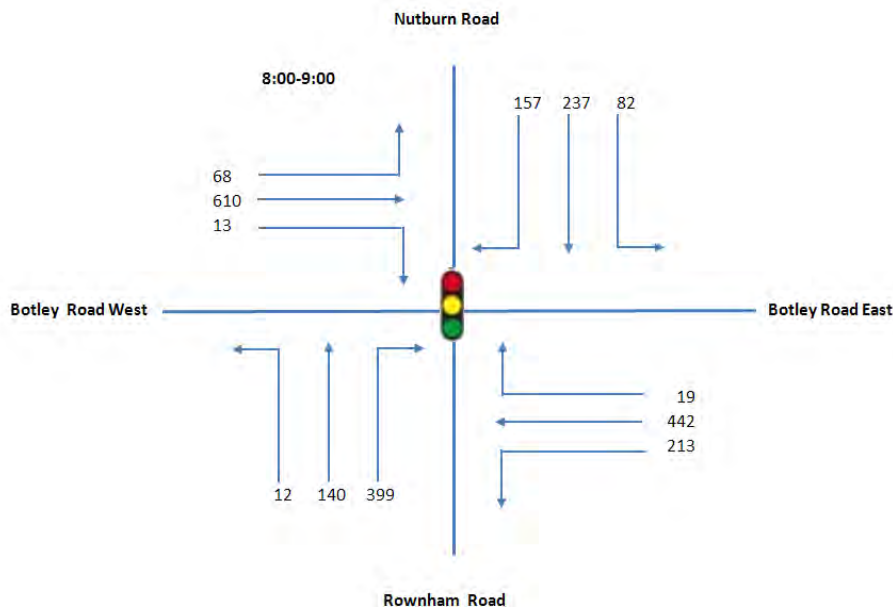 Nutburn Road
8:00-9:00
157 237 82
68
610
13
Botley Road West
Botley Road East
19
442
213
12 140 399
Rownham Road